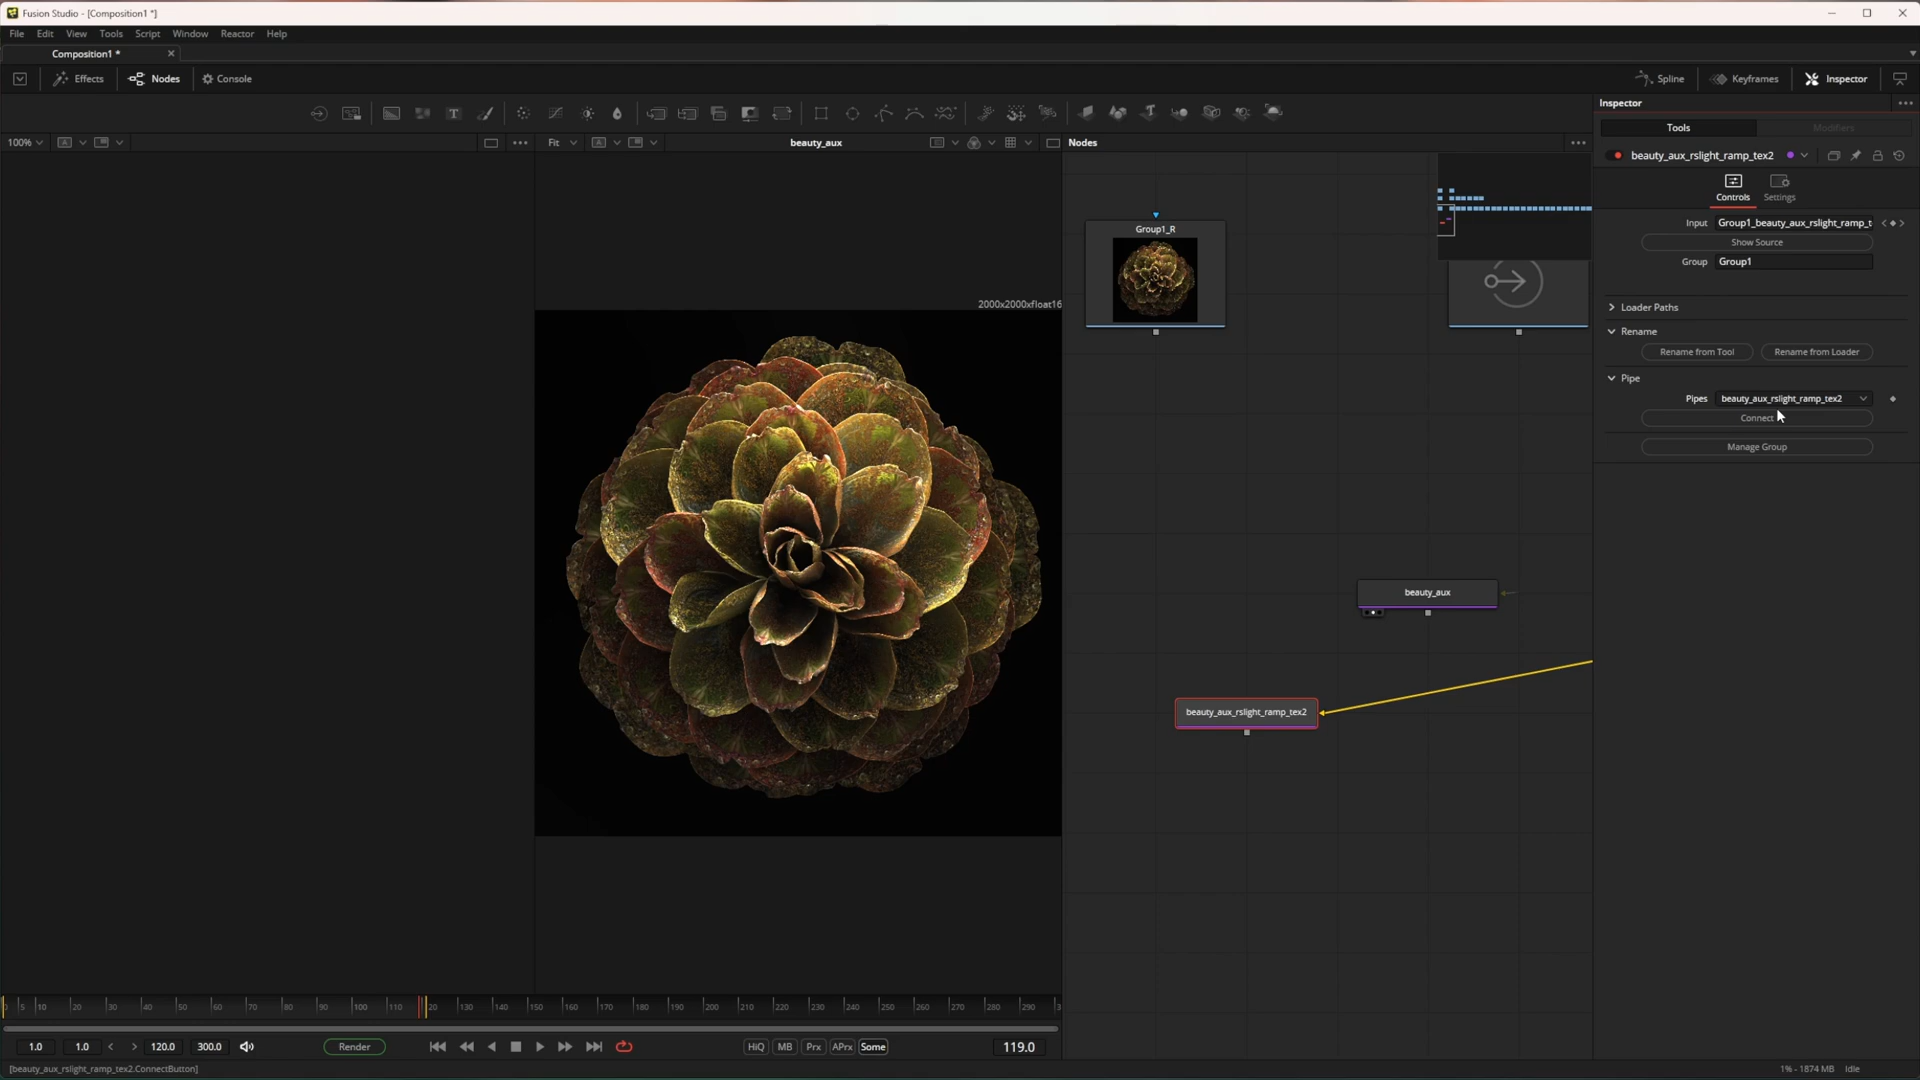 Fusion Studio - [Composition1 *]
File Edit View Tools Script Window Reactor Help
Composition1 *
Effects Nodes Console Spline Keyframes Inspector
Inspector
Tools Modifiers
100% Fit beauty_aux Nodes
beauty_aux_rslight_ramp_tex2
Controls Settings
Input Group1_beauty_aux_rslight_ramp_t
Show Source
Group Group1
Loader Paths
Rename
Rename from Tool Rename from Loader
Pipe
Pipes beauty_aux_rslight_ramp_tex2
Connect
Manage Group
Group1_R
2000x2000xfloat16
beauty_aux
beauty_aux_rslight_ramp_tex2
5 10 20 30 40 50 60 70 80 90 100 110 120 130 140 150 160 170 180 190 200 210 220 230 240 250 260 270 280 290
1.0 1.0 120.0 300.0 Render HiQ MB Prx APrx Some 119.0
[beauty_aux_rslight_ramp_tex2.ConnectButton] 1% - 1874 MB Idle